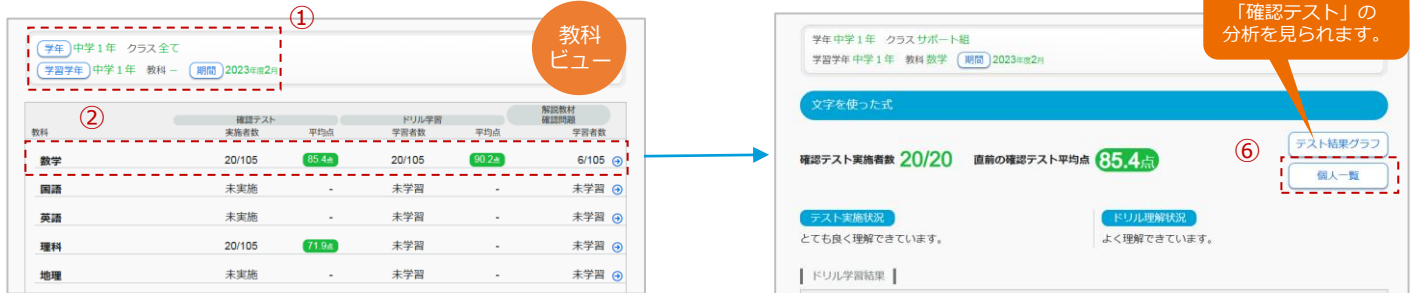 ①
学年 中学1年 クラス 全て
学習学年 中学1年 教科 － 期間 2023年度2月
教科
ビュー
②
確認テスト ドリル学習 解説教材
確認問題
教科 実施者数 平均点 学習者数 平均点 学習者数
数学 20/105 85.4点 20/105 90.2点 6/105
国語 未実施 - 未学習 - 未学習
英語 未実施 - 未学習 - 未学習
理科 20/105 71.9点 未学習 - 未学習
地理 未実施 - 未学習 - 未学習
「確認テスト」の
分析を見られます。
学年 中学1年 クラス サポート組
学習学年 中学1年 教科 数学 期間 2023年度2月
文字を使った式
確認テスト実施者数 20/20 直前の確認テスト平均点 85.4点
⑥
テスト結果グラフ
個人一覧
テスト実施状況 ドリル理解状況
とても良く理解できています。 よく理解できています。
ドリル学習結果